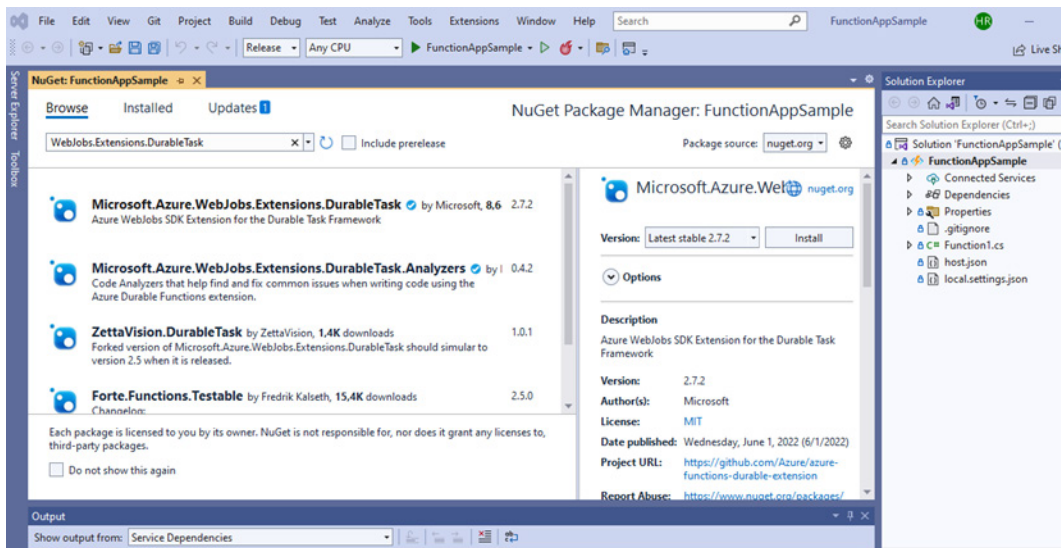 File Edit View Git Project Build Debug Test Analyze Tools Extensions Window Help Search FunctionAppSample HR
Release Any CPU FunctionAppSample Live Sh
Server Explorer
Toolbox
NuGet: FunctionAppSample
Browse Installed Updates 1
NuGet Package Manager: FunctionAppSample
WebJobs.Extensions.DurableTask
Include prerelease
Package source: nuget.org
Microsoft.Azure.WebJobs.Extensions.DurableTask by Microsoft, 8,6 2.7.2
Azure WebJobs SDK Extension for the Durable Task Framework
Microsoft.Azure.WebJobs.Extensions.DurableTask.Analyzers by 0.4.2
Code Analyzers that help find and fix common issues when writing code using the
Azure Durable Functions extension.
ZettaVision.DurableTask by ZettaVision, 1,4K downloads 1.0.1
Forked version of Microsoft.Azure.WebJobs.Extensions.DurableTask should simular to
version 2.5 when it is released.
Forte.Functions.Testable by Fredrik Kalseth, 15,4K downloads 2.5.0
Changelog:
Each package is licensed to you by its owner. NuGet is not responsible for, nor does it grant any licenses to,
third-party packages.
Do not show this again
Microsoft.Azure.Web nuget.org
Version: Latest stable 2.7.2 Install
Options
Description
Azure WebJobs SDK Extension for the Durable Task
Framework
Version: 2.7.2
Author(s): Microsoft
License: MIT
Date published: Wednesday, June 1, 2022 (6/1/2022)
Project URL: https://github.com/Azure/azure-
functions-durable-extension
Report Abuse: https://www.nuget.org/packages/
Solution Explorer
Search Solution Explorer (Ctrl+;)
Solution 'FunctionAppSample' (
FunctionAppSample
Connected Services
Dependencies
Properties
.gitignore
C# Function1.cs
host.json
local.settings.json
Output
Show output from: Service Dependencies